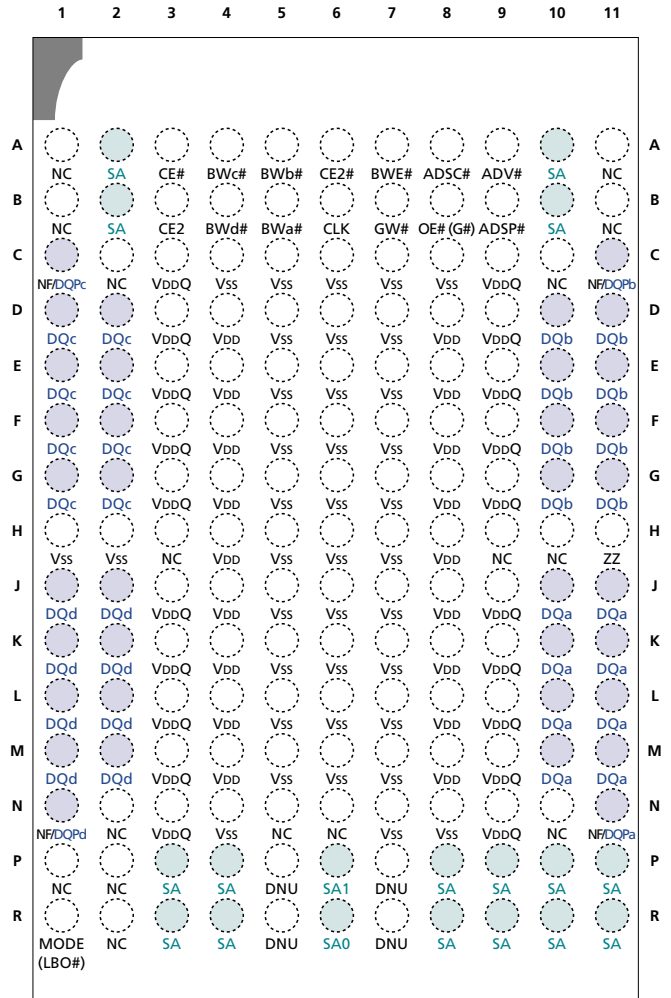 1 2 3 4 5 6 7 8 9 10 11
A A
NC SA CE# BWc# BWb# CE2# BWE# ADSC# ADV# SA NC
B B
NC SA CE2 BWd# BWa# CLK GW# OE# (G#) ADSP# SA NC
C C
NF/DQPc NC VDDQ VSS VSS VSS VSS VSS VDDQ NC NF/DQPb
D D
DQc DQc VDDQ VDD VSS VSS VSS VDD VDDQ DQb DQb
E E
DQc DQc VDDQ VDD VSS VSS VSS VDD VDDQ DQb DQb
F F
DQc DQc VDDQ VDD VSS VSS VSS VDD VDDQ DQb DQb
G G
DQc DQc VDDQ VDD VSS VSS VSS VDD VDDQ DQb DQb
H H
VSS VSS NC VDD VSS VSS VSS VDD NC NC ZZ
J J
DQd DQd VDDQ VDD VSS VSS VSS VDD VDDQ DQa DQa
K K
DQd DQd VDDQ VDD VSS VSS VSS VDD VDDQ DQa DQa
L L
DQd DQd VDDQ VDD VSS VSS VSS VDD VDDQ DQa DQa
M M
DQd DQd VDDQ VDD VSS VSS VSS VDD VDDQ DQa DQa
N N
NF/DQPd NC VDDQ VSS NC NC VSS VSS VDDQ NC NF/DQPa
P P
NC NC SA SA DNU SA1 DNU SA SA SA SA
R R
MODE NC SA SA DNU SA0 DNU SA SA SA SA
(LBO#)